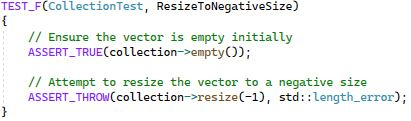 TEST_F(CollectionTest, ResizeToNegativeSize)
{
    // Ensure the vector is empty initially
    ASSERT_TRUE(collection->empty());
    // Attempt to resize the vector to a negative size
    ASSERT_THROW(collection->resize(-1), std::length_error);
}